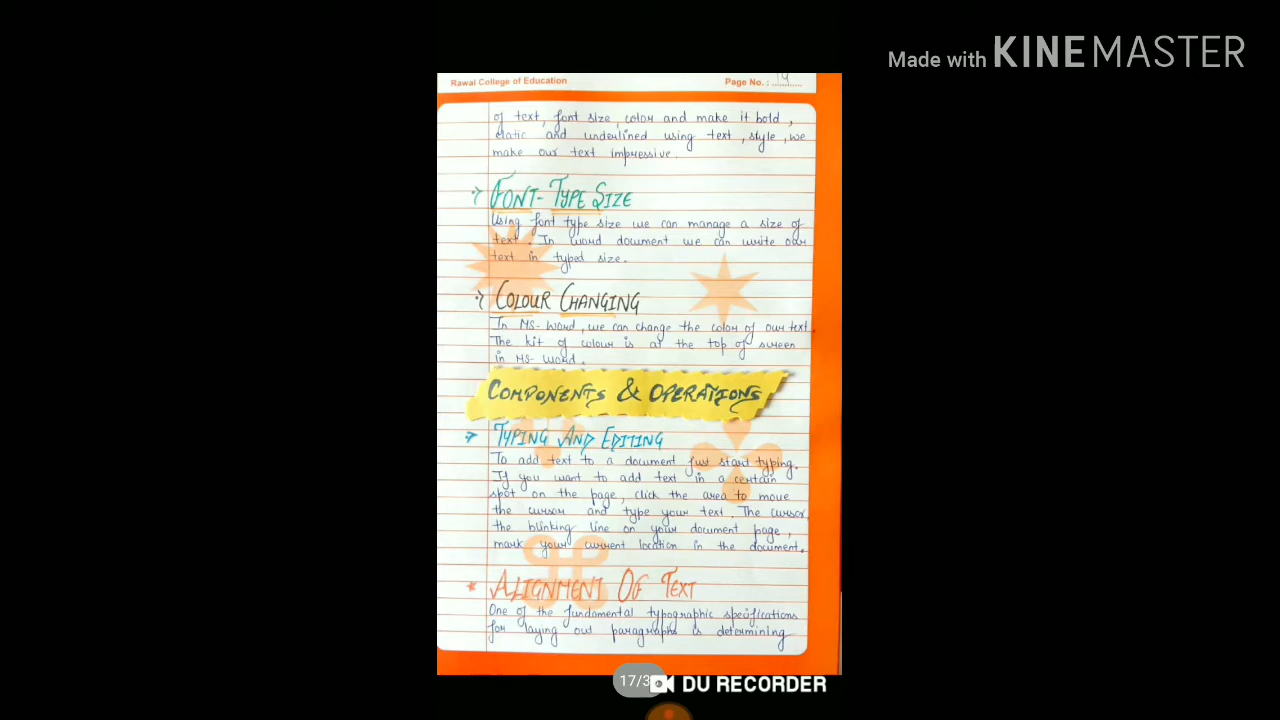 Made with KINEMASTER
Rawal College of Education Page No. : 19
of text, font size, color and make it bold,
etatic and underlined using text, style, we
make our text impressive.
FONT-TYPE SIZE
Using font type size we can manage a size of
text. In word document we can write our
text in typed size.
COLOUR CHANGING
In MS-Word, we can change the color of our text.
The kit of colour is at the top of screen
in MS-Word.
COMPONENTS & OPERATIONS
TYPING AND EDITING
To add text to a document just start typing.
If you want to add text in a certain
spot on the page, click the area to move
the cursor and type your text. The cursor,
the blinking line on your document page,
mark your current location in the document.
ALIGNMENT OF TEXT
One of the fundamental typographic specifications
for laying out paragraphs is determining
17/3
DU RECORDER